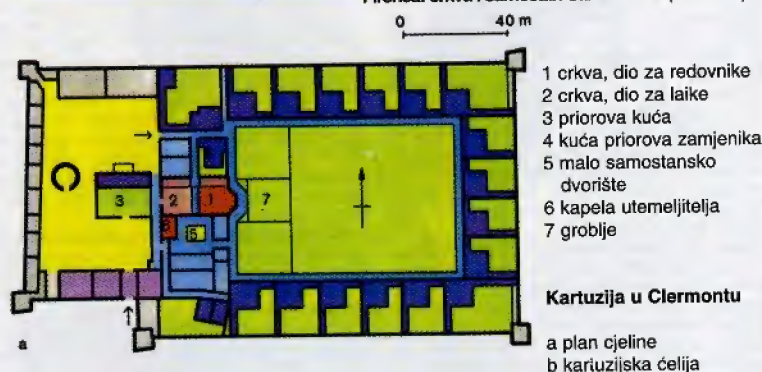 0 40 m
1 crkva, dio za redovnike
2 crkva, dio za laike
3 priorova kuća
4 kuća priorova zamjenika
5 malo samostansko
dvorište
6 kapela utemeljitelja
7 groblje
Kartuzija u Clermontu
a plan cjeline
b kartuzijska ćelija
3
2
1
7
5
a